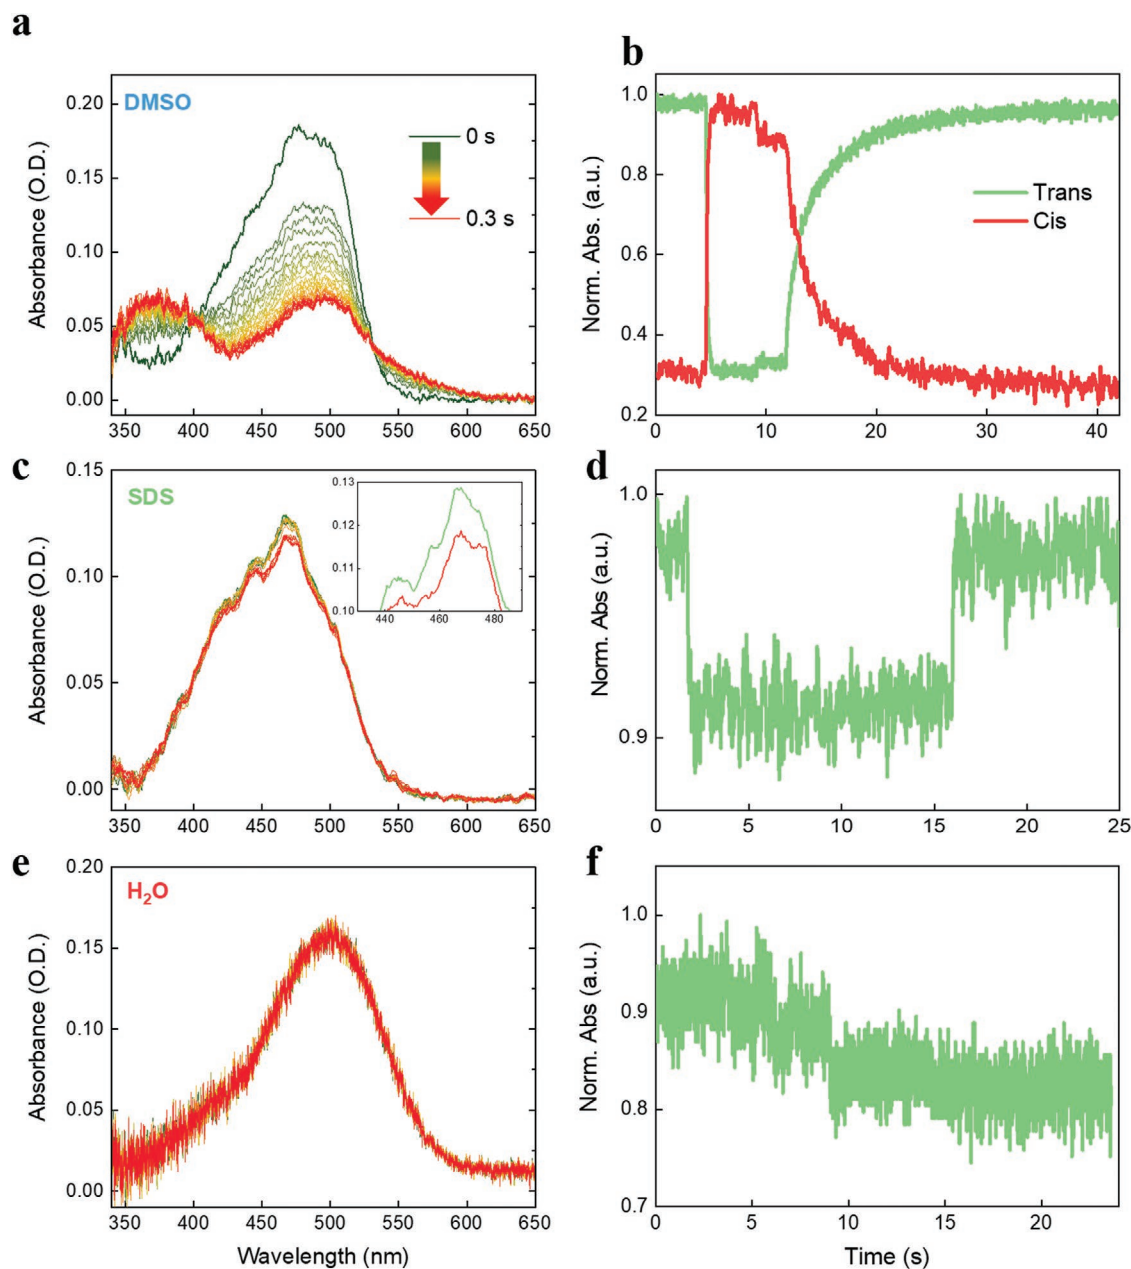 a
DMSO
0 s
0.3 s
0.20
0.15
0.10
0.05
0.00
Absorbance (O.D.)
350 400 450 500 550 600 650
b
Trans
Cis
1.0
0.8
0.6
0.4
0.2
Norm. Abs. (a.u.)
0 10 20 30 40
c
SDS
0.15
0.10
0.05
0.00
Absorbance (O.D.)
350 400 450 500 550 600 650
0.13
0.12
0.11
0.10
440 460 480
d
1.0
0.9
Norm. Abs (a.u.)
0 5 10 15 20 25
e
H₂O
0.20
0.15
0.10
0.05
0.00
Absorbance (O.D.)
350 400 450 500 550 600 650
Wavelength (nm)
f
1.0
0.9
0.8
0.7
Norm. Abs (a.u.)
0 5 10 15 20
Time (s)